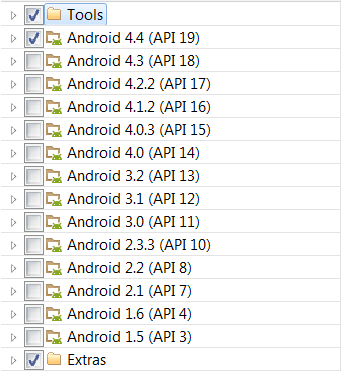 Tools
Android 4.4 (API 19)
Android 4.3 (API 18)
Android 4.2.2 (API 17)
Android 4.1.2 (API 16)
Android 4.0.3 (API 15)
Android 4.0 (API 14)
Android 3.2 (API 13)
Android 3.1 (API 12)
Android 3.0 (API 11)
Android 2.3.3 (API 10)
Android 2.2 (API 8)
Android 2.1 (API 7)
Android 1.6 (API 4)
Android 1.5 (API 3)
Extras